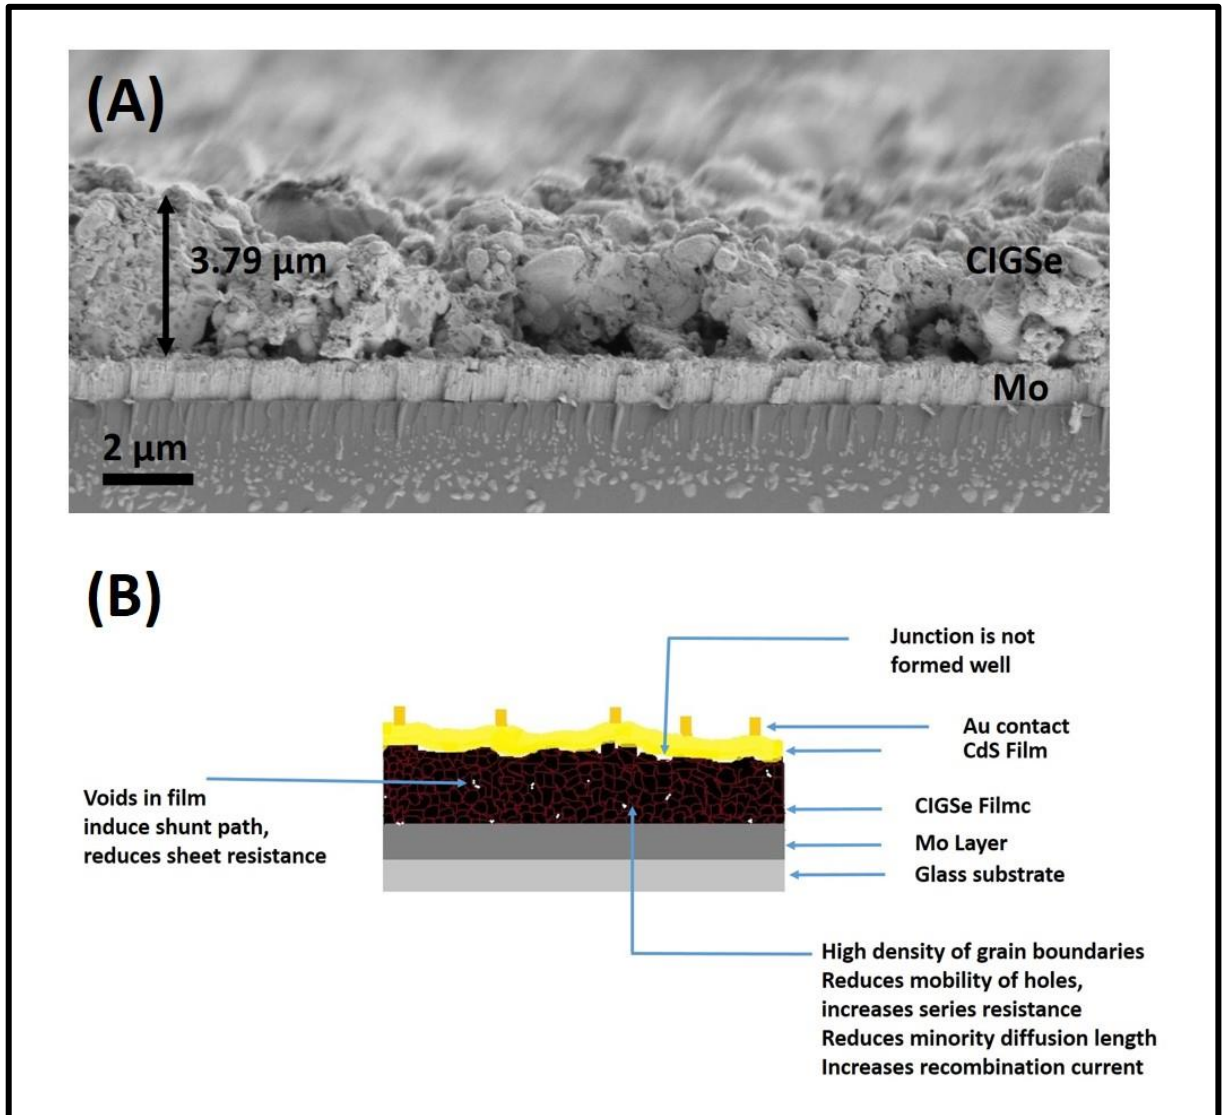 (A)
3.79 μm
CIGSe
Mo
2 μm
(B)
Junction is not
formed well
Au contact
CdS Film
Voids in film
induce shunt path,
reduces sheet resistance
CIGSe Filmc
Mo Layer
Glass substrate
High density of grain boundaries
Reduces mobility of holes,
increases series resistance
Reduces minority diffusion length
Increases recombination current